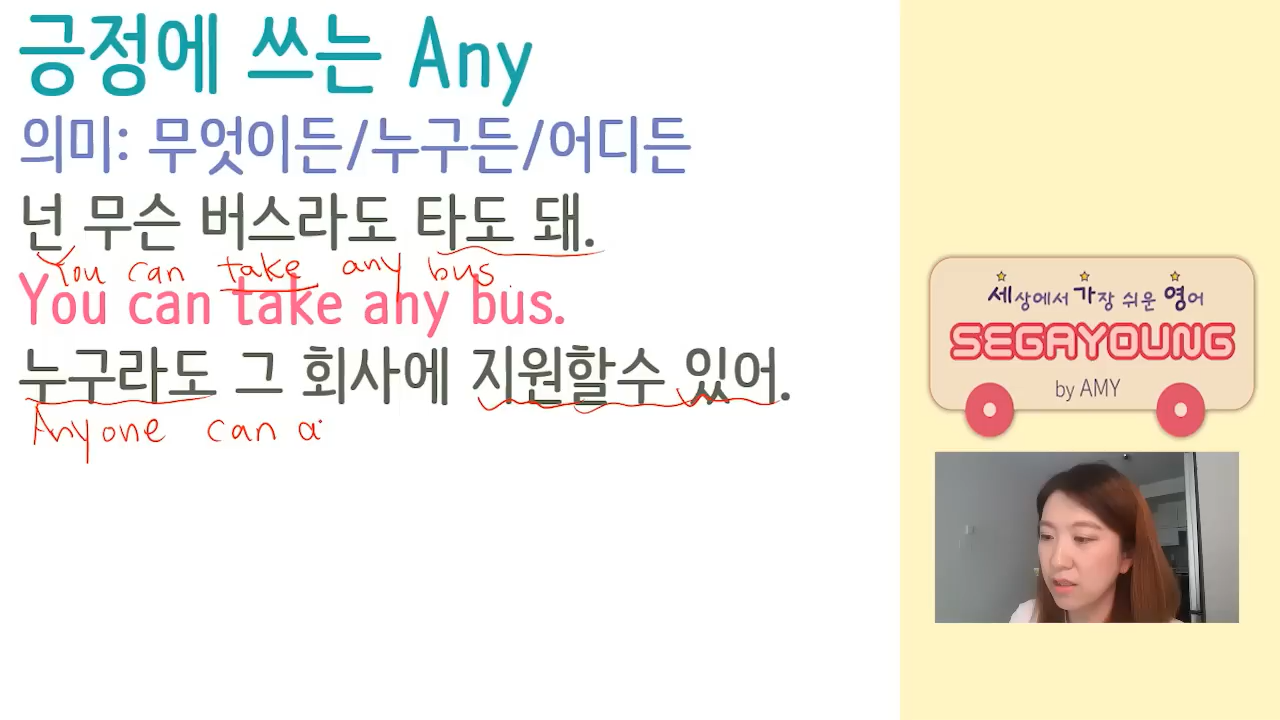 긍정에 쓰는 Any
의미: 무엇이든/누구든/어디든
넌 무슨 버스라도 타도 돼.
You can take any bus
You can take any bus.
누구라도 그 회사에 지원할수 있어.
Anyone can a
세상에서 가장 쉬운 영어
SEGAYOUNG
by AMY